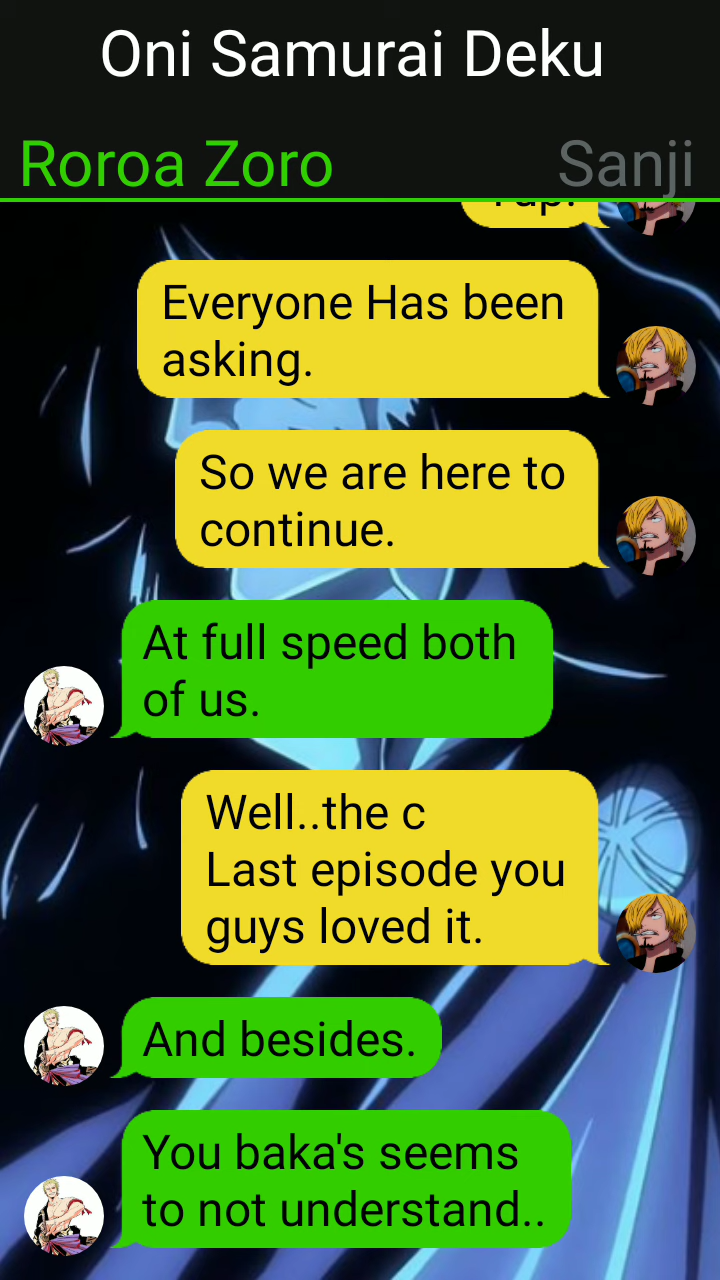 Oni Samurai Deku
Roroa Zoro
Sanji
Everyone Has been
asking.
So we are here to
continue.
At full speed both
of us.
Well..the c
Last episode you
guys loved it.
And besides.
You baka's seems
to not understand..